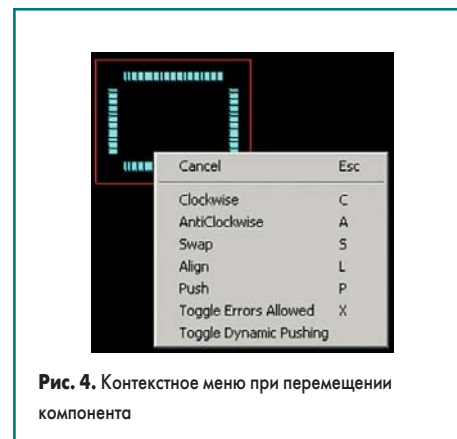 Cancel Esc
Clockwise C
AntiClockwise A
Swap S
Align L
Push P
Toggle Errors Allowed X
Toggle Dynamic Pushing
Рис. 4. Контекстное меню при перемещении
компонента